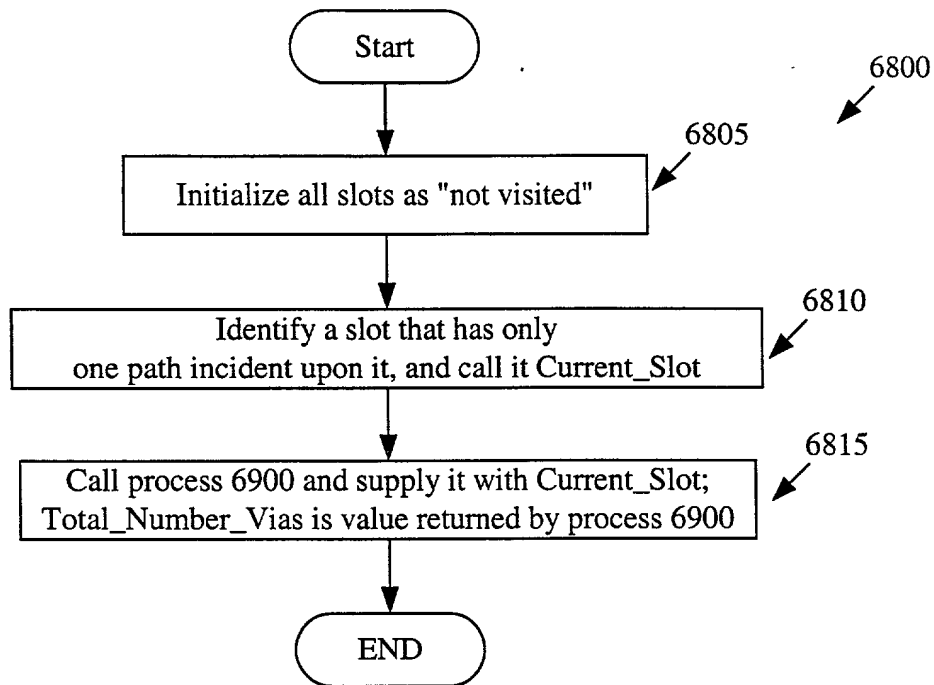 Start
6800
6805
Initialize all slots as "not visited"
6810
Identify a slot that has only
one path incident upon it, and call it Current_Slot
6815
Call process 6900 and supply it with Current_Slot;
Total_Number_Vias is value returned by process 6900
END